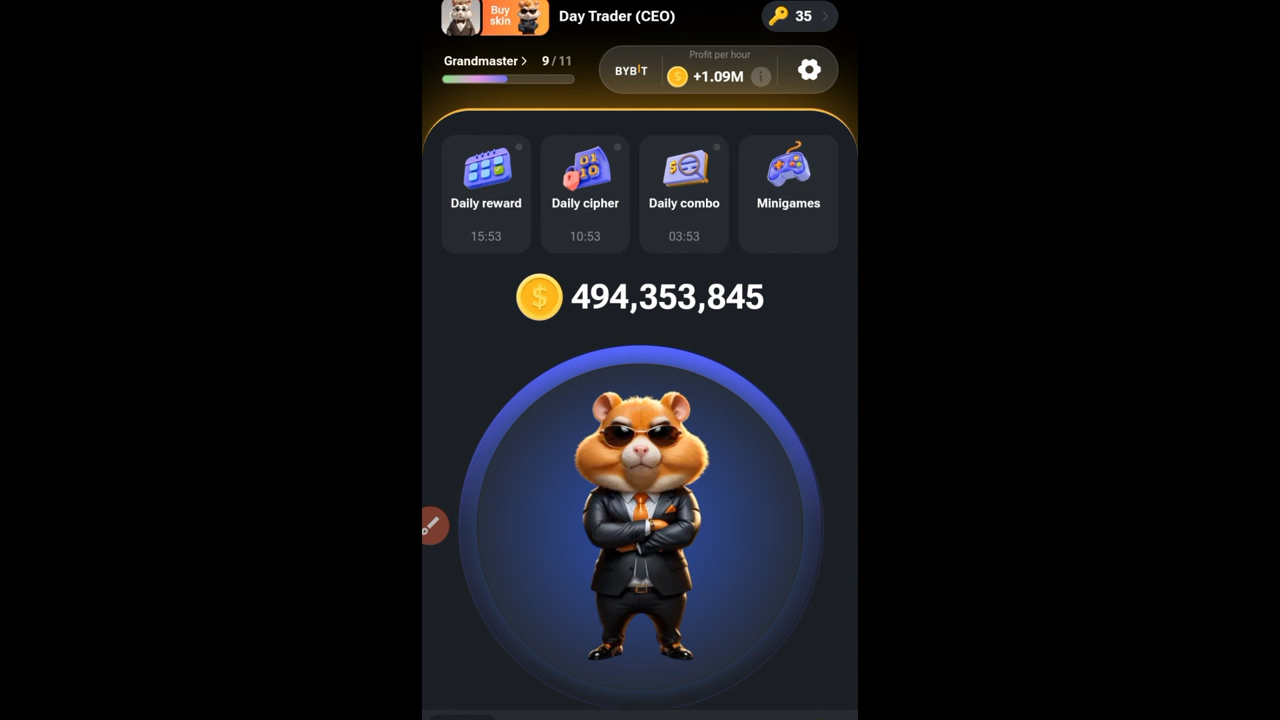 Buy
skin
Day Trader (CEO)
35
Grandmaster
9 / 11
Profit per hour
BYBIT
+1.09M
Daily reward
Daily cipher
Daily combo
Minigames
15:53
10:53
03:53
494,353,845